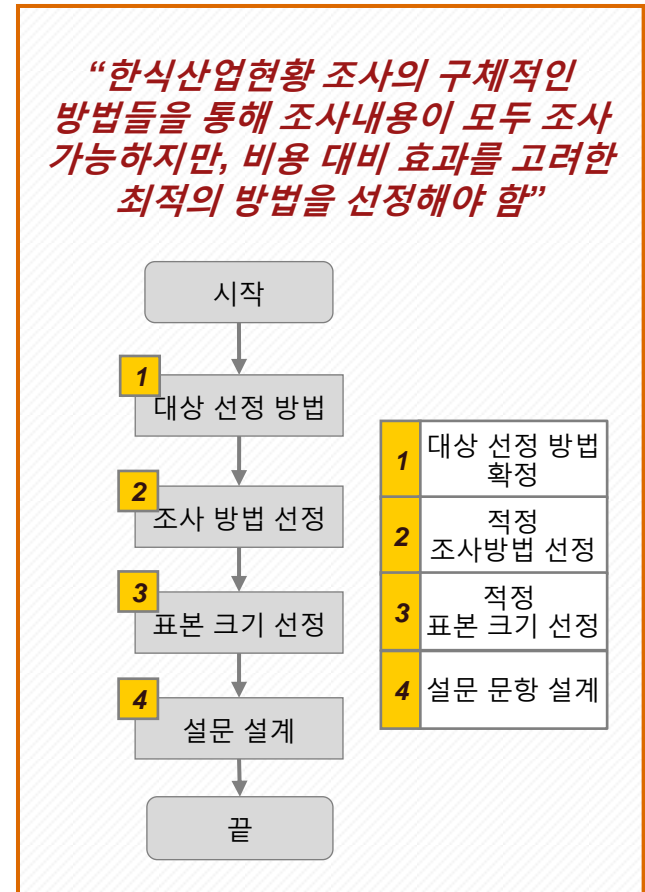 “한식산업현황 조사의 구체적인
방법들을 통해 조사내용이 모두 조사
가능하지만, 비용 대비 효과를 고려한
최적의 방법을 선정해야 함”
시작
1
대상 선정 방법
2
조사 방법 선정
3
표본 크기 선정
4
설문 설계
끝
1
대상 선정 방법
확정
2
적정
조사방법 선정
3
적정
표본 크기 선정
4
설문 문항 설계